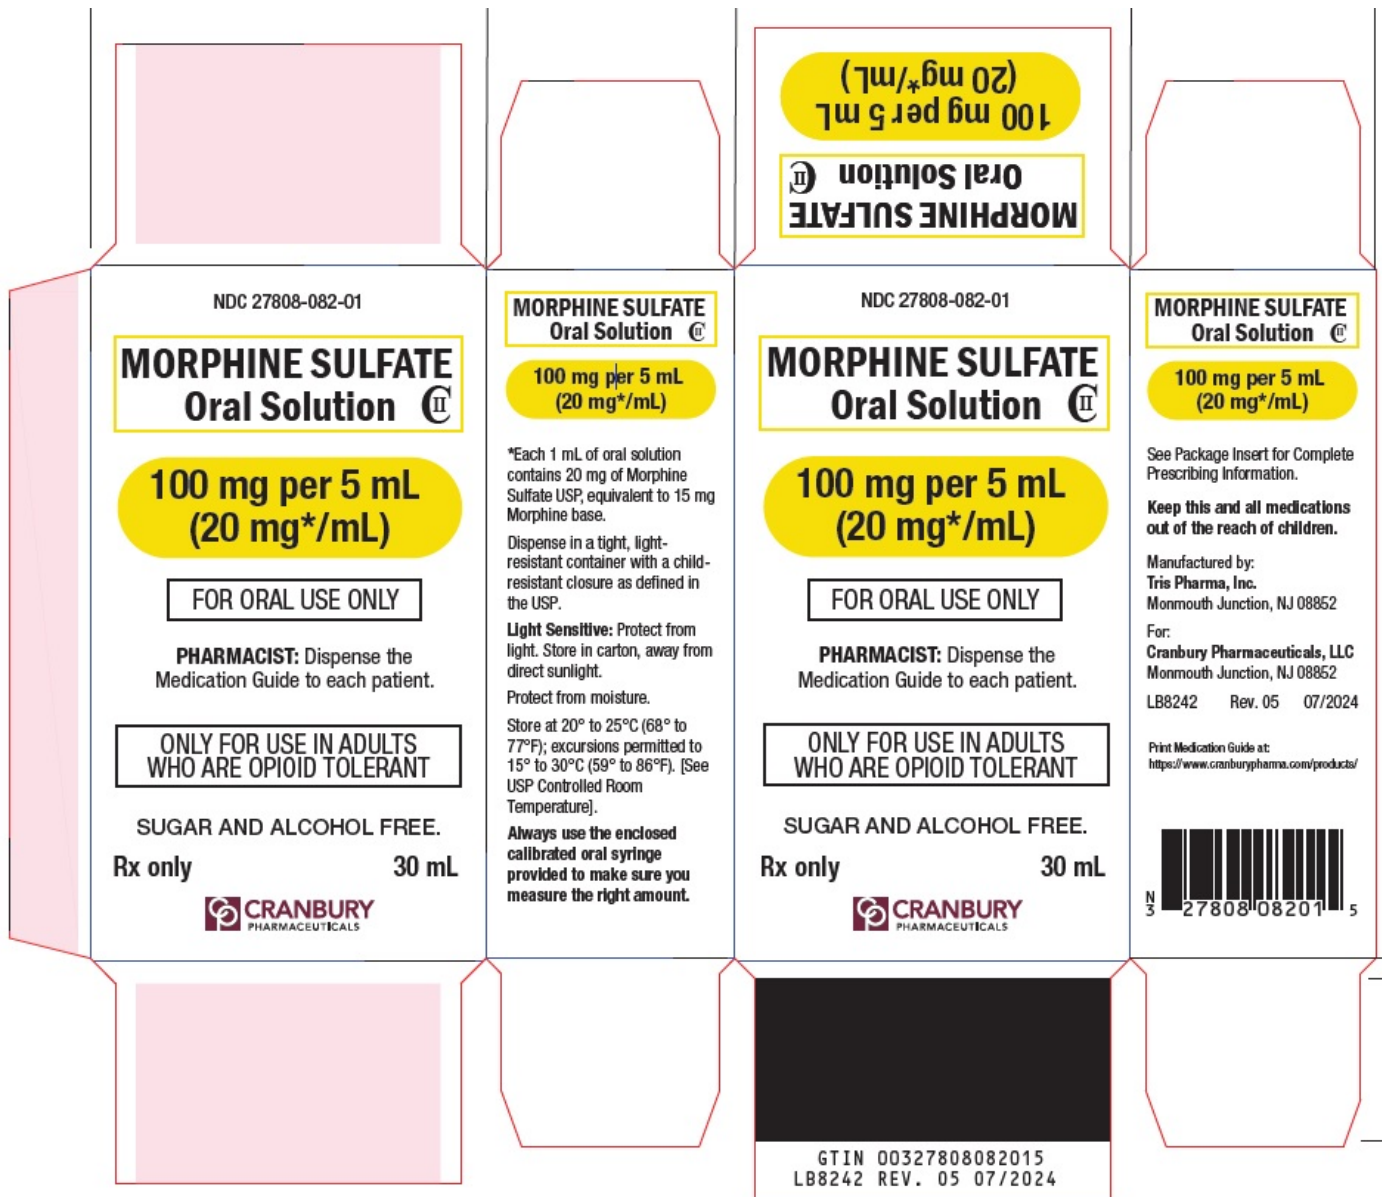 100 mg per 5 mL
(20 mg*/mL)
MORPHINE SULFATE
Oral Solution CII
NDC 27808-082-01
MORPHINE SULFATE
Oral Solution CII
100 mg per 5 mL
(20 mg*/mL)
FOR ORAL USE ONLY
PHARMACIST: Dispense the
Medication Guide to each patient.
ONLY FOR USE IN ADULTS
WHO ARE OPIOID TOLERANT
SUGAR AND ALCOHOL FREE.
Rx only 30 mL
CP CRANBURY
PHARMACEUTICALS
MORPHINE SULFATE
Oral Solution CII
100 mg per 5 mL
(20 mg*/mL)
*Each 1 mL of oral solution
contains 20 mg of Morphine
Sulfate USP, equivalent to 15 mg
Morphine base.
Dispense in a tight, light-
resistant container with a child-
resistant closure as defined in
the USP.
Light Sensitive: Protect from
light. Store in carton, away from
direct sunlight.
Protect from moisture.
Store at 20° to 25°C (68° to
77°F); excursions permitted to
15° to 30°C (59° to 86°F). [See
USP Controlled Room
Temperature].
Always use the enclosed
calibrated oral syringe
provided to make sure you
measure the right amount.
NDC 27808-082-01
MORPHINE SULFATE
Oral Solution CII
100 mg per 5 mL
(20 mg*/mL)
FOR ORAL USE ONLY
PHARMACIST: Dispense the
Medication Guide to each patient.
ONLY FOR USE IN ADULTS
WHO ARE OPIOID TOLERANT
SUGAR AND ALCOHOL FREE.
Rx only 30 mL
CP CRANBURY
PHARMACEUTICALS
MORPHINE SULFATE
Oral Solution CII
100 mg per 5 mL
(20 mg*/mL)
See Package Insert for Complete
Prescribing Information.
Keep this and all medications
out of the reach of children.
Manufactured by:
Tris Pharma, Inc.
Monmouth Junction, NJ 08852
For:
Cranbury Pharmaceuticals, LLC
Monmouth Junction, NJ 08852
LB8242 Rev. 05 07/2024
Print Medication Guide at:
https://www.cranburypharma.com/products/
N
3 27808 08201 5
GTIN 00327808082015
LB8242 REV. 05 07/2024